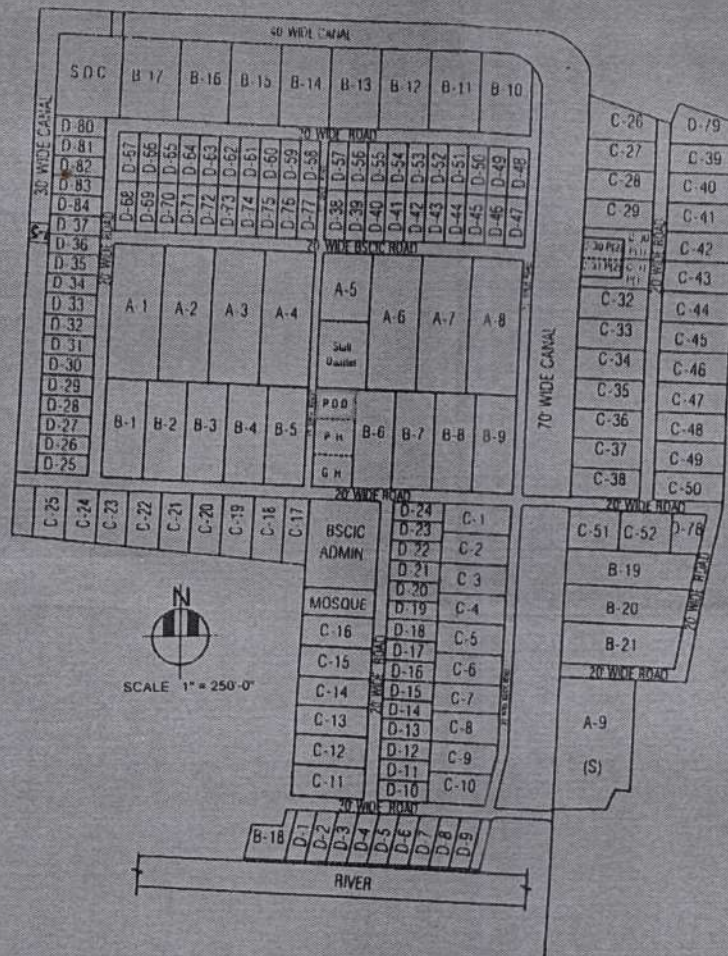 40 WIDE CANAL
SDC B-17 B-16 B-15 B-14 B-13 B-12 B-11 B-10
30 WIDE CANAL
20 WIDE ROAD
D-80
D-81
D-82
D-83
D-84
D-37
D-36
D-35
D-34
D-33
D-32
D-31
D-30
D-29
D-28
D-27
D-26
D-25
20 WIDE ROAD
D-67 D-66 D-65 D-64 D-63 D-62 D-61 D-60 D-59 D-58 D-57 D-56 D-55 D-54 D-53 D-52 D-51 D-50 D-49 D-48
D-68 D-69 D-70 D-71 D-72 D-73 D-74 D-75 D-76 D-77 D-38 D-39 D-40 D-41 D-42 D-43 D-44 D-45 D-46 D-47
20 WIDE BSCIC ROAD
A-1 A-2 A-3 A-4 A-5 A-6 A-7 A-8
Staff
Quarter
B-1 B-2 B-3 B-4 B-5
PDB
P H
G H
B-6 B-7 B-8 B-9
70' WIDE CANAL
C-26
C-27
C-28
C-29
C-32
C-33
C-34
C-35
C-36
C-37
C-38
20' WIDE ROAD
D-79
C-39
C-40
C-41
C-42
C-43
C-44
C-45
C-46
C-47
C-48
C-49
C-50
20' WIDE ROAD
20' WIDE ROAD
C-25 C-24 C-23 C-22 C-21 C-20 C-19 C-18 C-17
BSCIC
ADMIN
MOSQUE
C-16
C-15
C-14
C-13
C-12
C-11
20' WIDE ROAD
D-24
D-23
D-22
D-21
D-20
D-19
D-18
D-17
D-16
D-15
D-14
D-13
D-12
D-11
D-10
C-1
C-2
C 3
C-4
C-5
C-6
C-7
C-8
C-9
C-10
C-51 C-52 D-78
B-19
B-20
B-21
20' WIDE ROAD
20' WIDE ROAD
A-9
(S)
N
SCALE 1" = 250'-0"
20' WIDE ROAD
B-18 D-1 D-2 D-3 D-4 D-5 D-6 D-7 D-8 D-9
RIVER